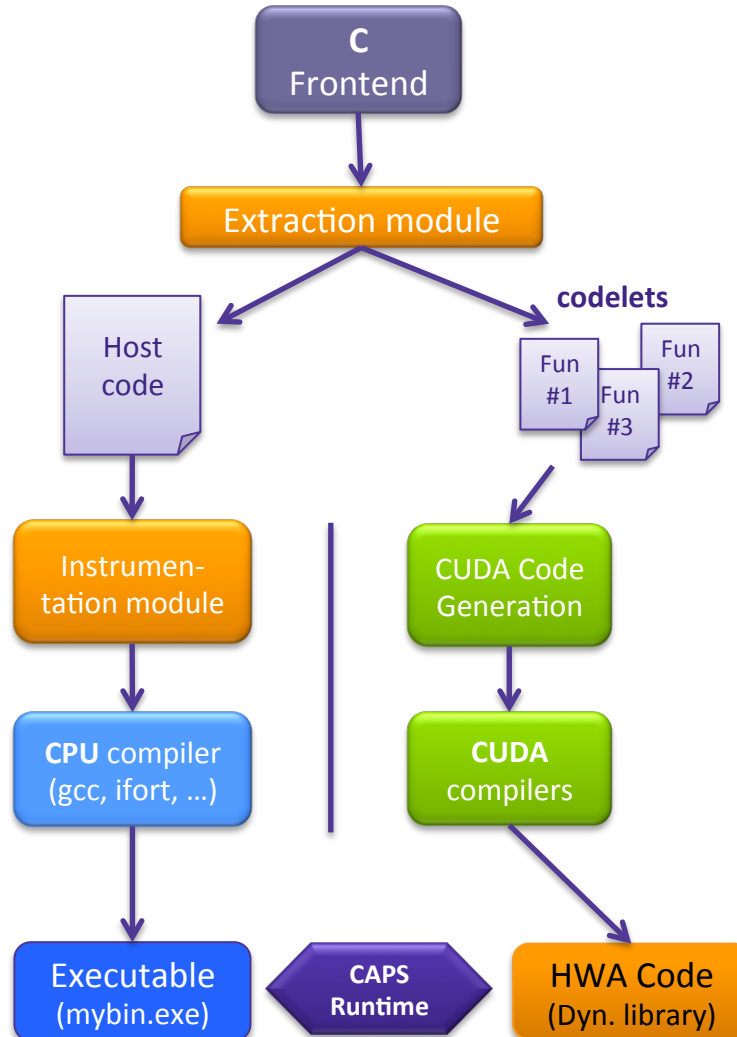 C
Frontend
Extraction module
codelets
Host
code
Fun
#1
Fun
#2
Fun
#3
Instrumen-
tation module
CUDA Code
Generation
CPU compiler
(gcc, ifort, ...)
CUDA
compilers
Executable
(mybin.exe)
CAPS
Runtime
HWA Code
(Dyn. library)